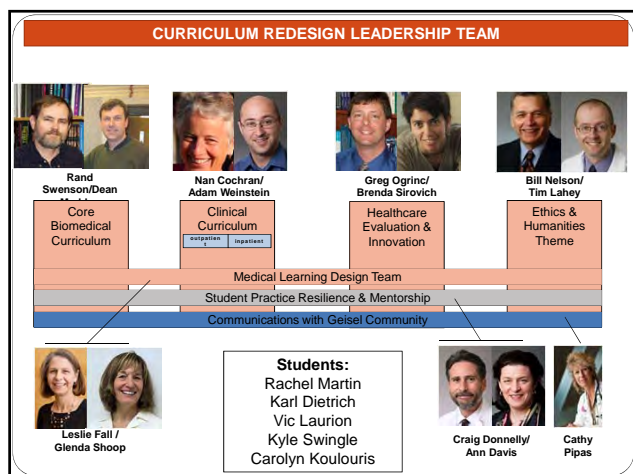 CURRICULUM REDESIGN LEADERSHIP TEAM
Rand
Swenson/Dean
Nan Cochran/
Adam Weinstein
Greg Ogrinc/
Brenda Sirovich
Bill Nelson/
Tim Lahey
Core
Biomedical
Curriculum
Clinical
Curriculum
outpatien
t
inpatient
Healthcare
Evaluation &
Innovation
Ethics &
Humanities
Theme
Medical Learning Design Team
Student Practice Resilience & Mentorship
Communications with Geisel Community
Leslie Fall /
Glenda Shoop
Students:
Rachel Martin
Karl Dietrich
Vic Laurion
Kyle Swingle
Carolyn Koulouris
Craig Donnelly/
Ann Davis
Cathy
Pipas